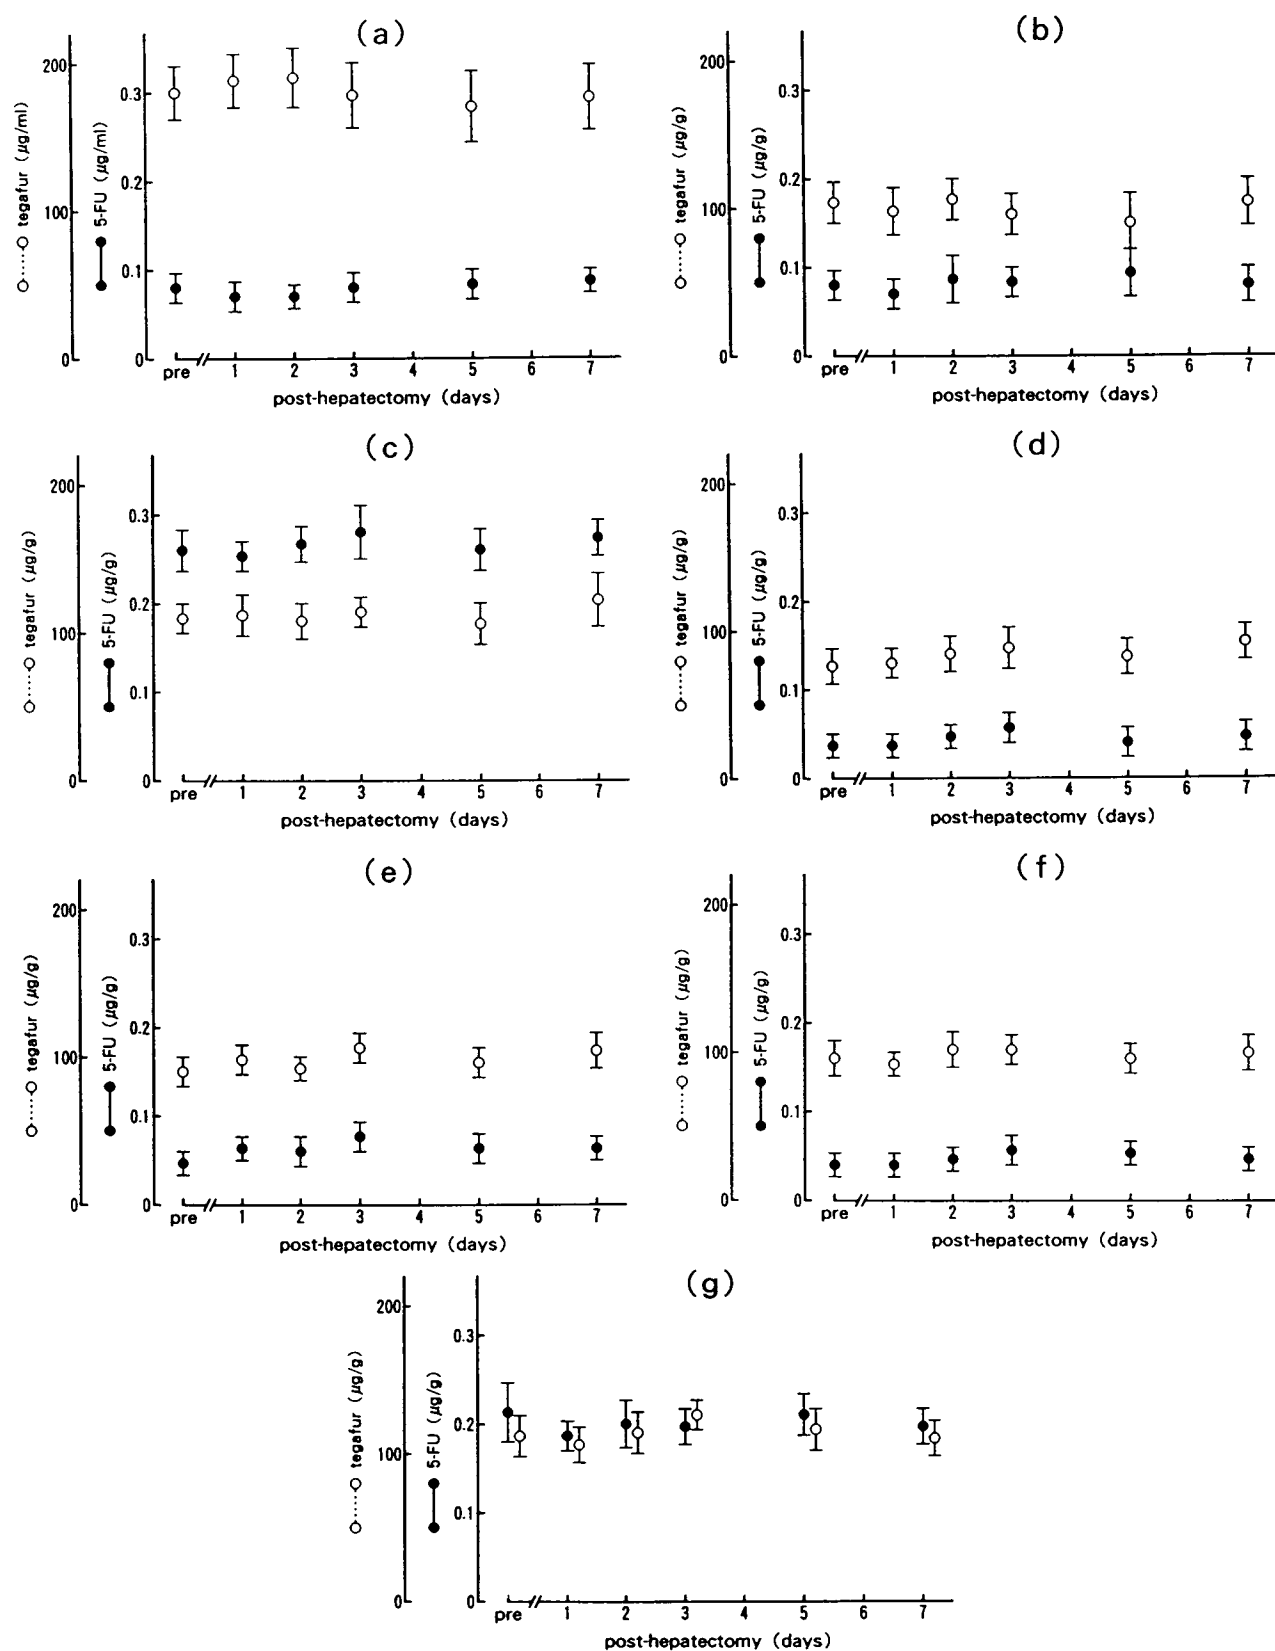 (a)
tegafur (μg/ml)
5-FU (μg/ml)
200
100
0
0.3
0.2
0.1
0
pre 1 2 3 4 5 6 7
post-hepatectomy (days)
(b)
tegafur (μg/g)
5-FU (μg/g)
200
100
0
0.3
0.2
0.1
0
pre 1 2 3 4 5 6 7
post-hepatectomy (days)
(c)
tegafur (μg/g)
5-FU (μg/g)
200
100
0
0.3
0.2
0.1
0
pre 1 2 3 4 5 6 7
post-hepatectomy (days)
(d)
tegafur (μg/g)
5-FU (μg/g)
200
100
0
0.3
0.2
0.1
0
pre 1 2 3 4 5 6 7
post-hepatectomy (days)
(e)
tegafur (μg/g)
5-FU (μg/g)
200
100
0
0.3
0.2
0.1
0
pre 1 2 3 4 5 6 7
post-hepatectomy (days)
(f)
tegafur (μg/g)
5-FU (μg/g)
200
100
0
0.3
0.2
0.1
0
pre 1 2 3 4 5 6 7
post-hepatectomy (days)
(g)
tegafur (μg/g)
5-FU (μg/g)
200
100
0
0.3
0.2
0.1
0
pre 1 2 3 4 5 6 7
post-hepatectomy (days)